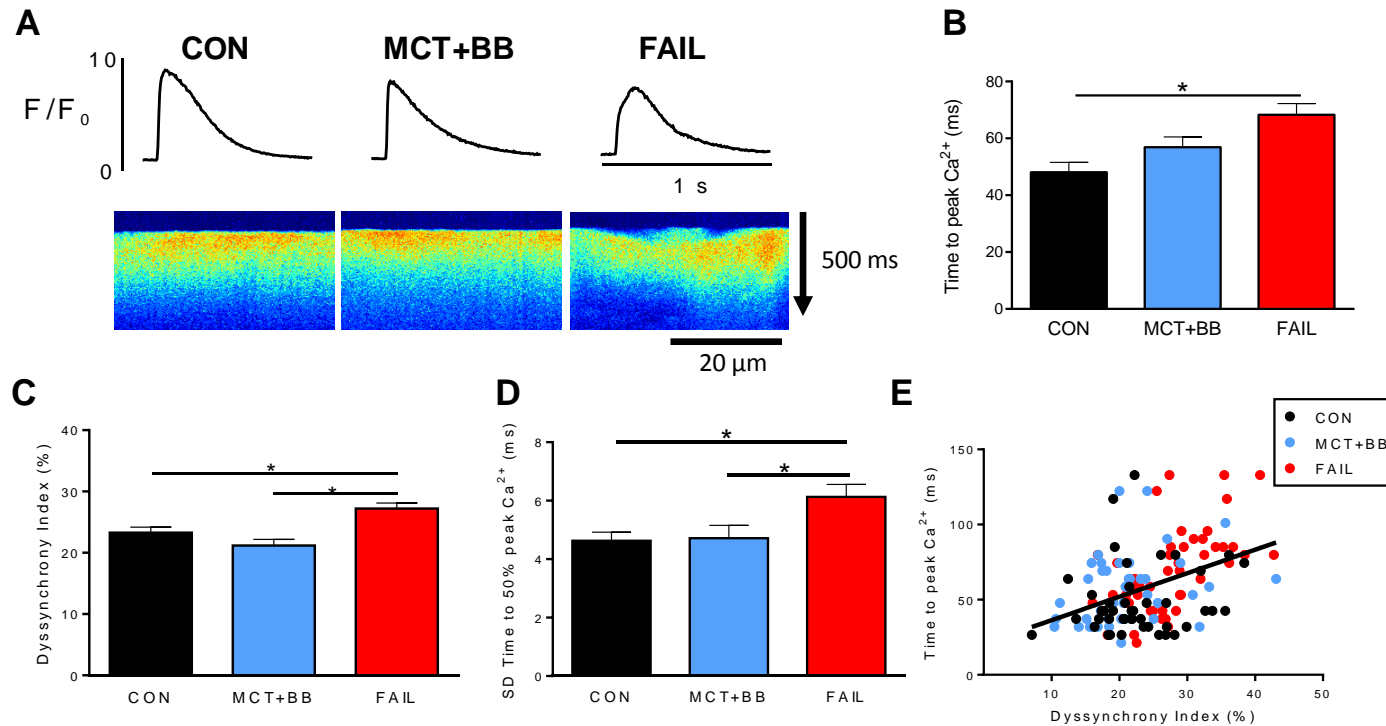 A
CON
MCT+BB
FAIL
10
F/F0
0
1 s
500 ms
20 µm
B
Time to peak Ca2+ (ms)
80
60
40
20
0
CON
MCT+BB
FAIL
*
C
Dyssynchrony Index (%)
40
30
20
10
0
CON
MCT+BB
FAIL
*
*
D
SD Time to 50% peak Ca2+ (ms)
8
6
4
2
0
CON
MCT+BB
FAIL
*
*
E
CON
MCT+BB
FAIL
Time to peak Ca2+ (ms)
150
100
50
0
10
20
30
40
50
Dyssynchrony Index (%)